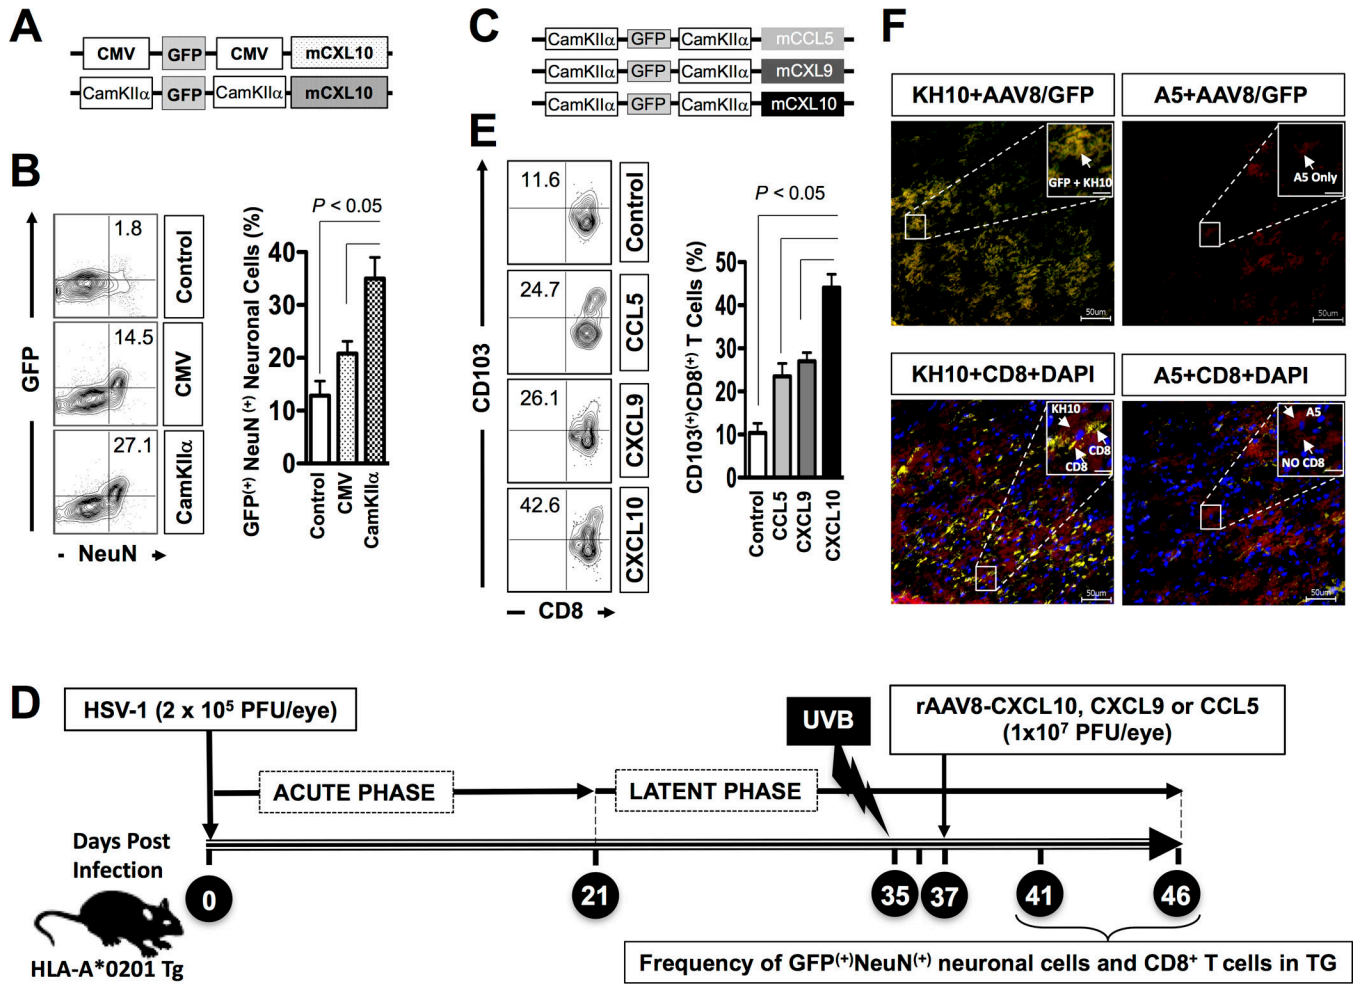 A
CMV GFP CMV mCXL10
CamKIIα GFP CamKIIα mCXL10
B
1.8
Control
14.5
CMV
27.1
CamKIIα
GFP
- NeuN
P < 0.05
GFP(+) NeuN (+) Neuronal Cells (%)
40
30
20
10
0
Control
CMV
CamKIIα
C
CamKIIα GFP CamKIIα mCCL5
CamKIIα GFP CamKIIα mCXL9
CamKIIα GFP CamKIIα mCXL10
E
11.6
Control
24.7
CCL5
26.1
CXCL9
42.6
CXCL10
CD103
CD8
P < 0.05
CD103(+)CD8(+) T Cells (%)
50
40
30
20
10
0
Control
CCL5
CXCL9
CXCL10
F
KH10+AAV8/GFP
GFP + KH10
50um
A5+AAV8/GFP
A5 Only
50um
KH10+CD8+DAPI
KH10
CD8
CD8
50um
A5+CD8+DAPI
A5
NO CD8
50um
D
HSV-1 (2 x 10⁵ PFU/eye)
UVB
rAAV8-CXCL10, CXCL9 or CCL5
(1x10⁷ PFU/eye)
ACUTE PHASE
LATENT PHASE
Days Post
Infection
0
21
35
37
41
46
HLA-A*0201 Tg
Frequency of GFP(+)NeuN(+) neuronal cells and CD8⁺ T cells in TG